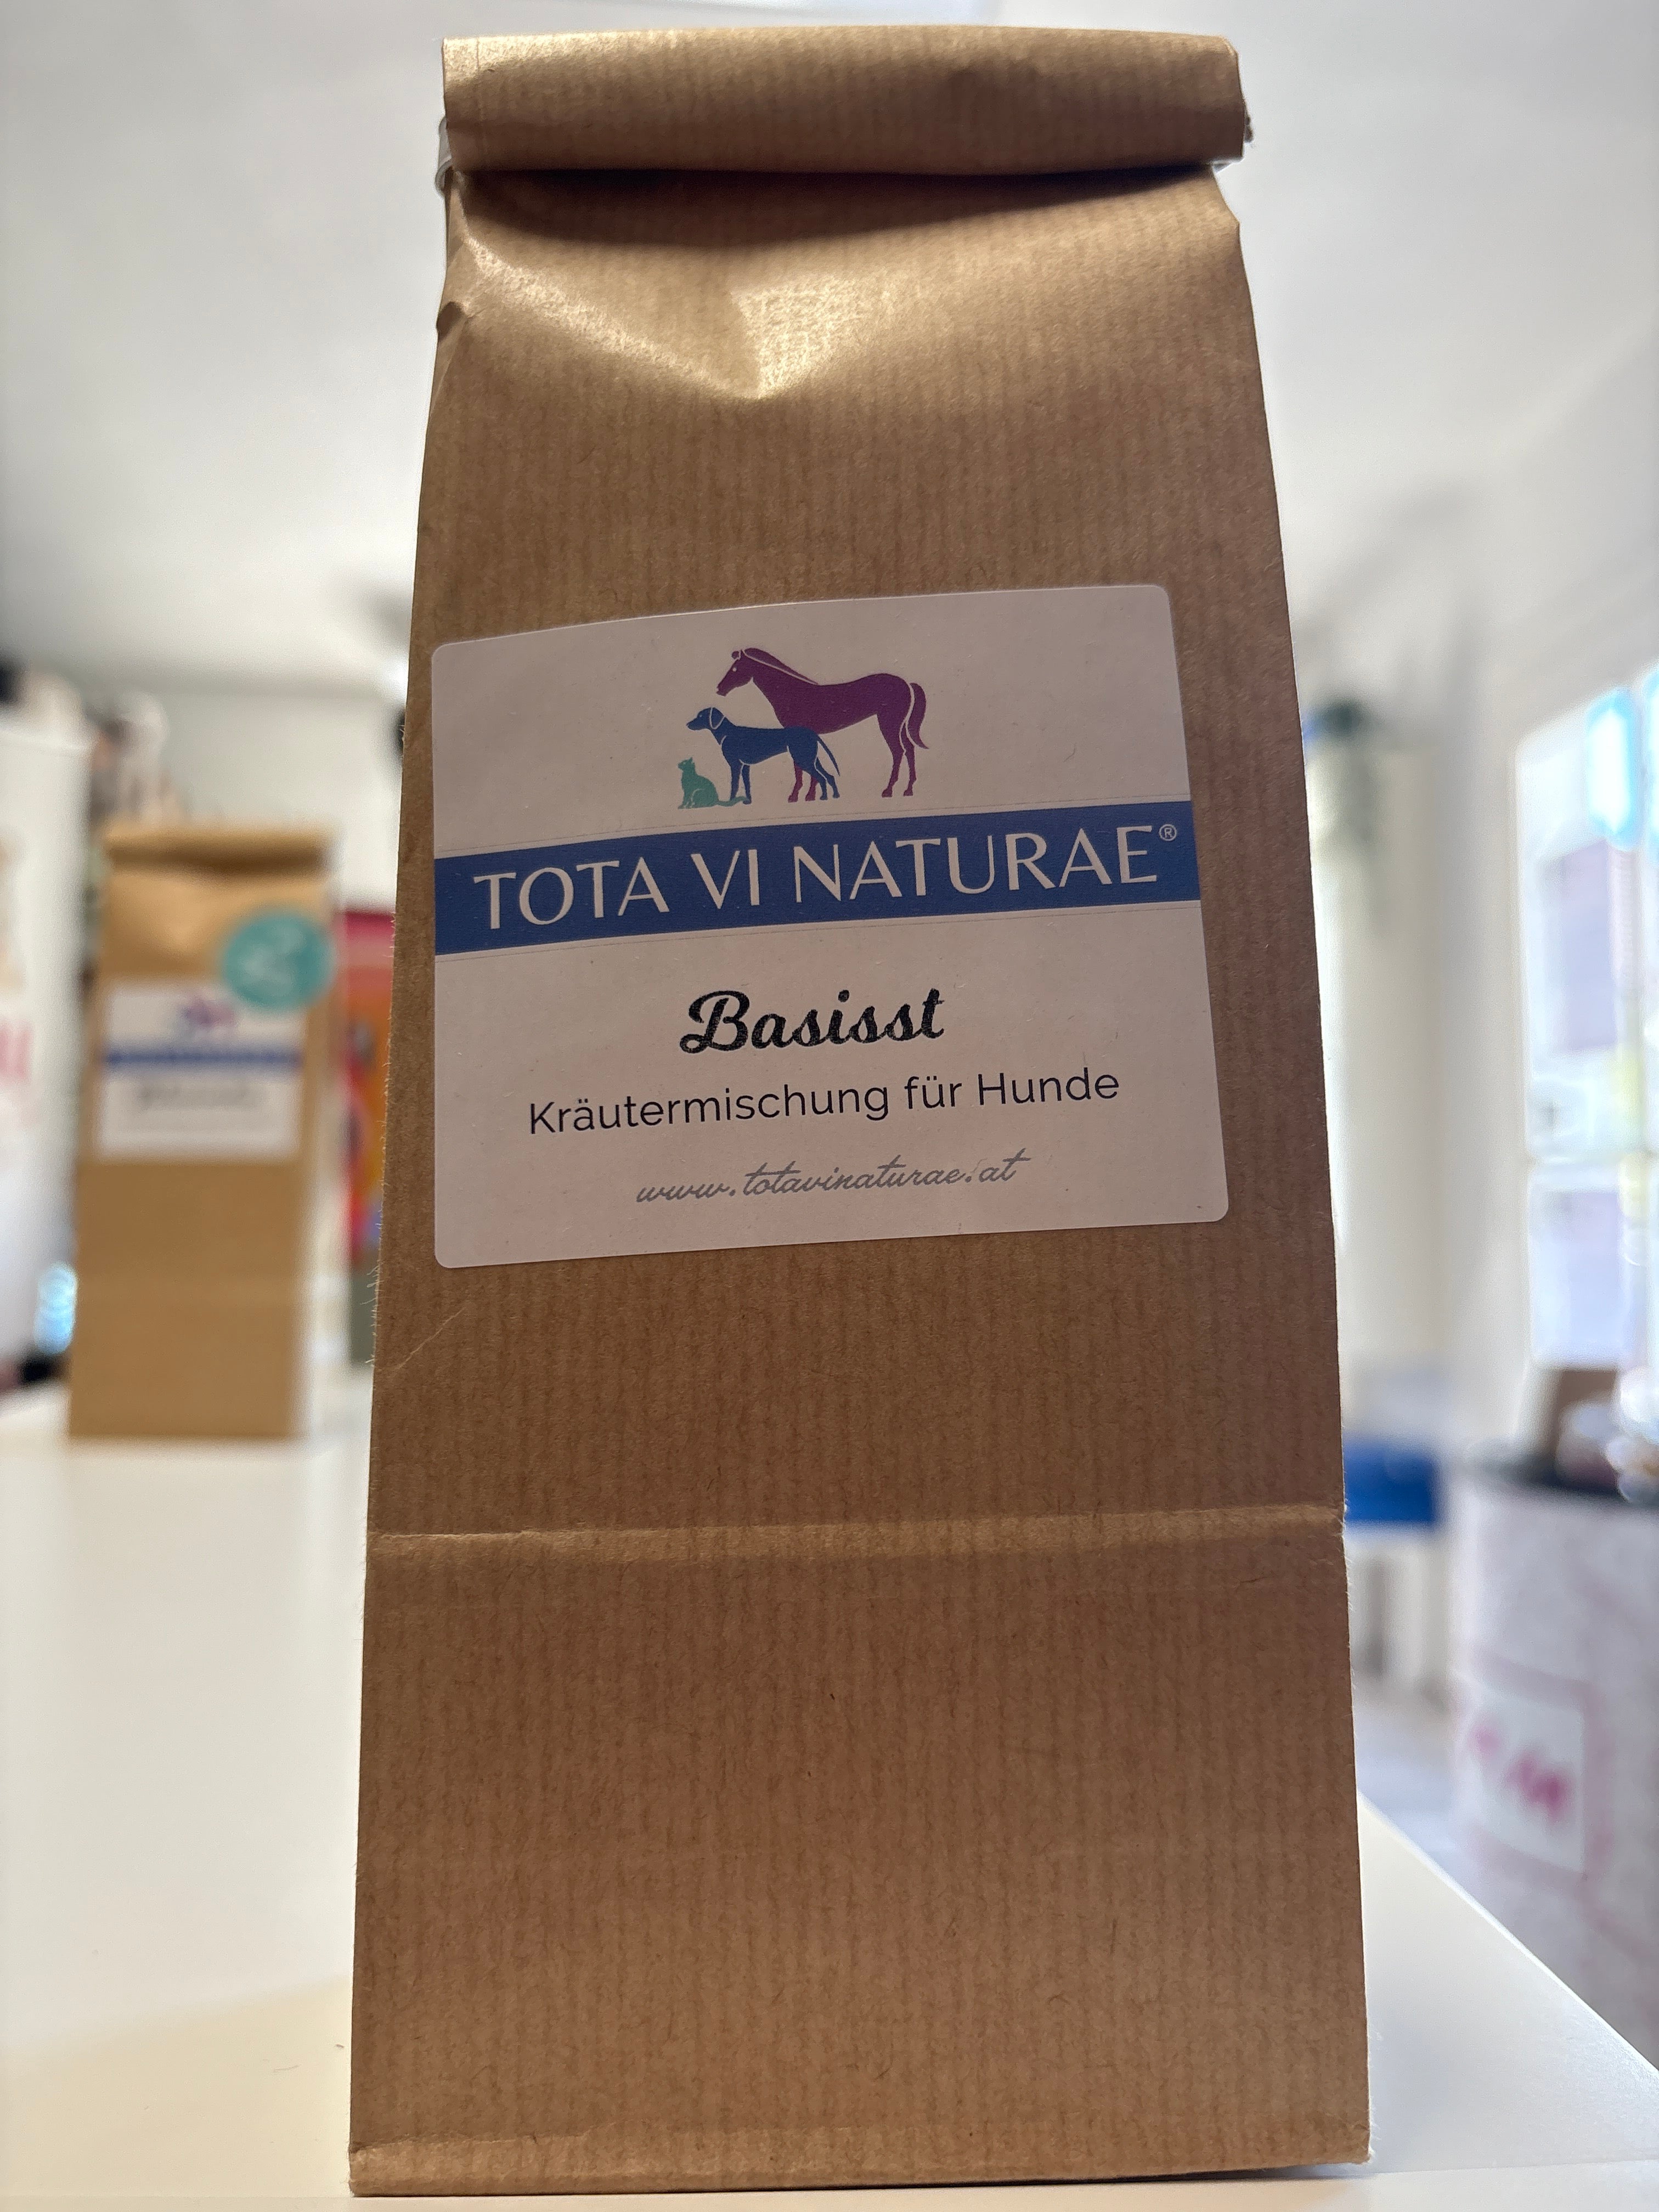 TOTA VI NATURAE®
Basisst
Kräutermischung für Hunde
www.totavinaturae.at